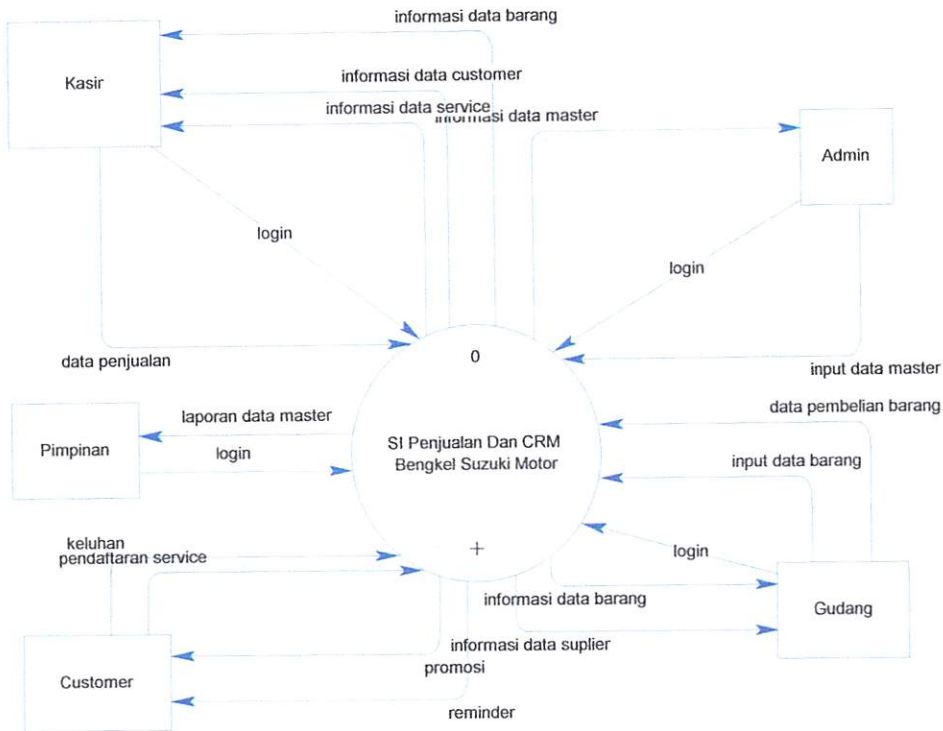 informasi data barang
Kasir
informasi data customer
informasi data service
informasi data master
Admin
login
login
0
data penjualan
input data master
laporan data master
data pembelian barang
Pimpinan
login
SI Penjualan Dan CRM
Bengkel Suzuki Motor
input data barang
keluhan
pendattaran service
login
informasi data barang
Gudang
informasi data suplier
promosi
Customer
reminder